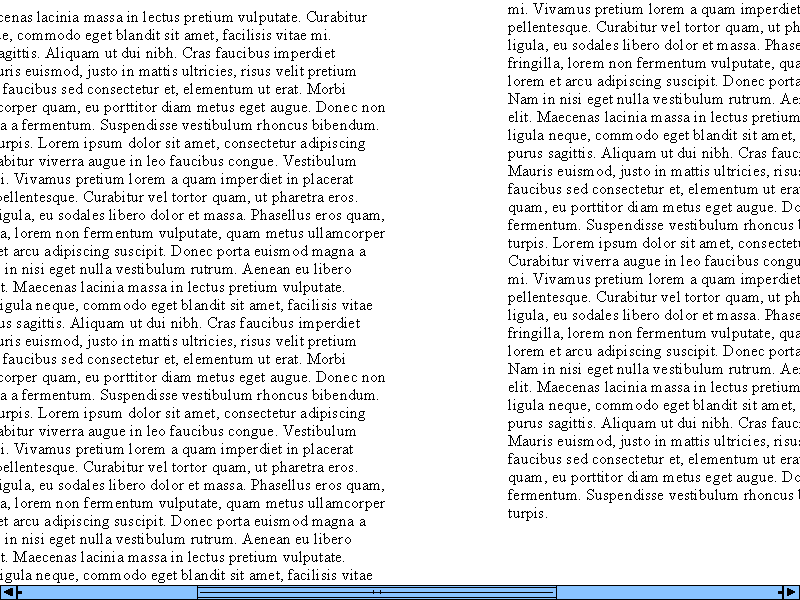 cenas lacinia massa in lectus pretium vulputate. Curabitur
e, commodo eget blandit sit amet, facilisis vitae mi.
agittis. Aliquam ut dui nibh. Cras faucibus imperdiet
uris euismod, justo in mattis ultricies, risus velit pretium
faucibus sed consectetur et, elementum ut erat. Morbi
corper quam, eu porttitor diam metus eget augue. Donec non
a a fermentum. Suspendisse vestibulum rhoncus bibendum.
urpis. Lorem ipsum dolor sit amet, consectetur adipiscing
abitur viverra augue in leo faucibus congue. Vestibulum
i. Vivamus pretium lorem a quam imperdiet in placerat
pellentesque. Curabitur vel tortor quam, ut pharetra eros.
igula, eu sodales libero dolor et massa. Phasellus eros quam,
a, lorem non fermentum vulputate, quam metus ullamcorper
et arcu adipiscing suscipit. Donec porta euismod magna a
in nisi eget nulla vestibulum rutrum. Aenean eu libero
t. Maecenas lacinia massa in lectus pretium vulputate.
igula neque, commodo eget blandit sit amet, facilisis vitae
us sagittis. Aliquam ut dui nibh. Cras faucibus imperdiet
uris euismod, justo in mattis ultricies, risus velit pretium
faucibus sed consectetur et, elementum ut erat. Morbi
corper quam, eu porttitor diam metus eget augue. Donec non
a a fermentum. Suspendisse vestibulum rhoncus bibendum.
urpis. Lorem ipsum dolor sit amet, consectetur adipiscing
abitur viverra augue in leo faucibus congue. Vestibulum
i. Vivamus pretium lorem a quam imperdiet in placerat
pellentesque. Curabitur vel tortor quam, ut pharetra eros.
igula, eu sodales libero dolor et massa. Phasellus eros quam,
a, lorem non fermentum vulputate, quam metus ullamcorper
et arcu adipiscing suscipit. Donec porta euismod magna a
in nisi eget nulla vestibulum rutrum. Aenean eu libero
t. Maecenas lacinia massa in lectus pretium vulputate.
igula neque, commodo eget blandit sit amet, facilisis vitae
mi. Vivamus pretium lorem a quam imperdiet
pellentesque. Curabitur vel tortor quam, ut ph
ligula, eu sodales libero dolor et massa. Phase
fringilla, lorem non fermentum vulputate, qua
lorem et arcu adipiscing suscipit. Donec porta
Nam in nisi eget nulla vestibulum rutrum. Ae
elit. Maecenas lacinia massa in lectus pretium
ligula neque, commodo eget blandit sit amet,
purus sagittis. Aliquam ut dui nibh. Cras fauc
Mauris euismod, justo in mattis ultricies, risus
faucibus sed consectetur et, elementum ut era
quam, eu porttitor diam metus eget augue. Do
fermentum. Suspendisse vestibulum rhoncus b
turpis. Lorem ipsum dolor sit amet, consectetu
Curabitur viverra augue in leo faucibus congu
mi. Vivamus pretium lorem a quam imperdiet
pellentesque. Curabitur vel tortor quam, ut ph
ligula, eu sodales libero dolor et massa. Phase
fringilla, lorem non fermentum vulputate, qua
lorem et arcu adipiscing suscipit. Donec porta
Nam in nisi eget nulla vestibulum rutrum. Ae
elit. Maecenas lacinia massa in lectus pretium
ligula neque, commodo eget blandit sit amet,
purus sagittis. Aliquam ut dui nibh. Cras fauc
Mauris euismod, justo in mattis ultricies, risus
faucibus sed consectetur et, elementum ut era
quam, eu porttitor diam metus eget augue. Do
fermentum. Suspendisse vestibulum rhoncus b
turpis.